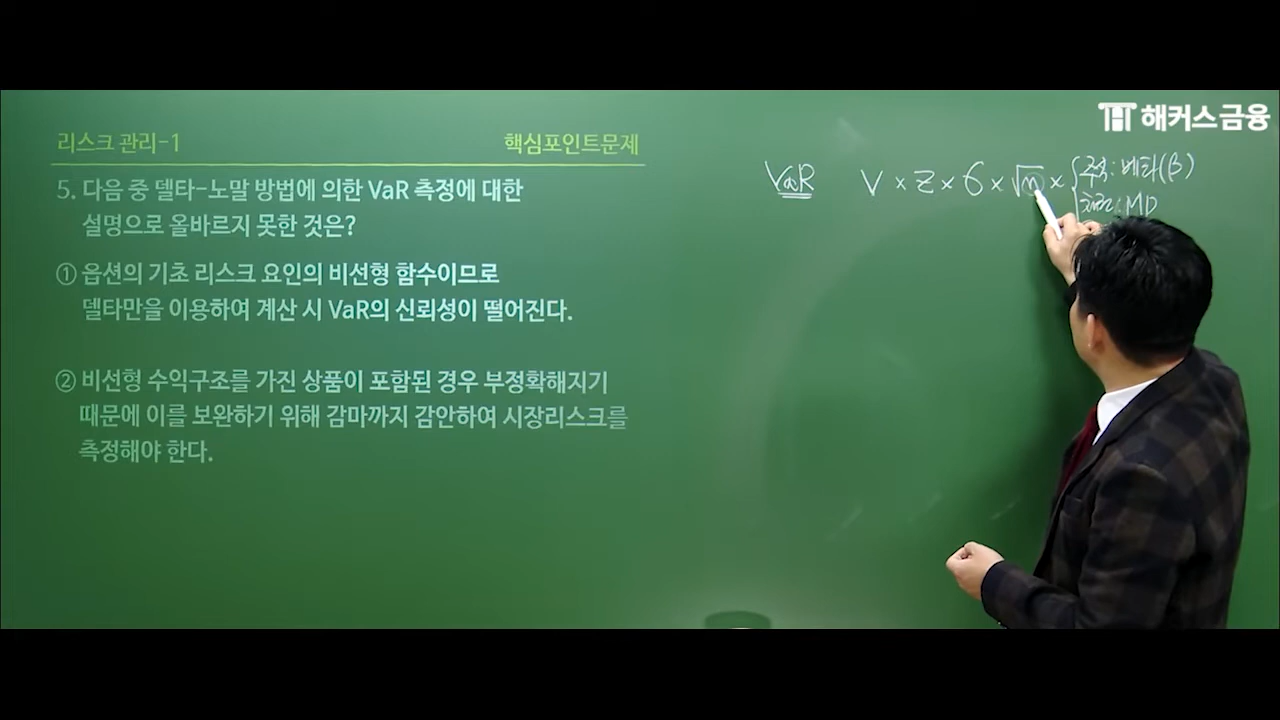 해커스금융
리스크 관리-1
핵심포인트문제
5. 다음 중 델타-노말 방법에 의한 VaR 측정에 대한
설명으로 올바르지 못한 것은?
① 옵션의 기초 리스크 요인의 비선형 함수이므로
델타만을 이용하여 계산 시 VaR의 신뢰성이 떨어진다.
② 비선형 수익구조를 가진 상품이 포함된 경우 부정확해지기
때문에 이를 보완하기 위해 감마까지 감안하여 시장리스크를
측정해야 한다.
VaR V × Z × σ × √n ×
주식: 베타(β)
채권: MD